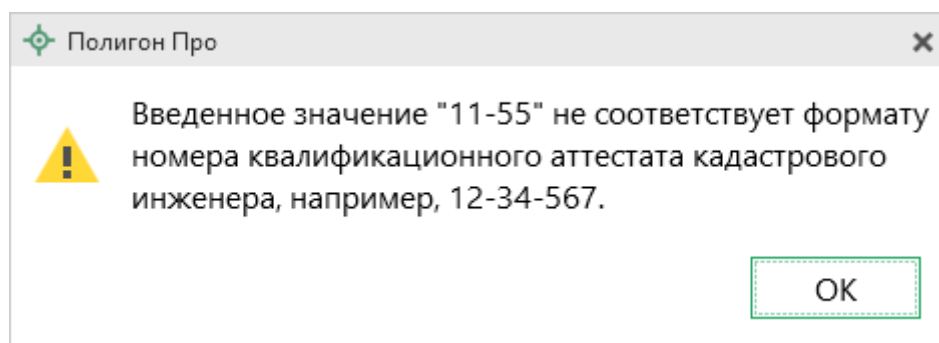 Полигон Про
Введенное значение "11-55" не соответствует формату
номера квалификационного аттестата кадастрового
инженера, например, 12-34-567.
ОК